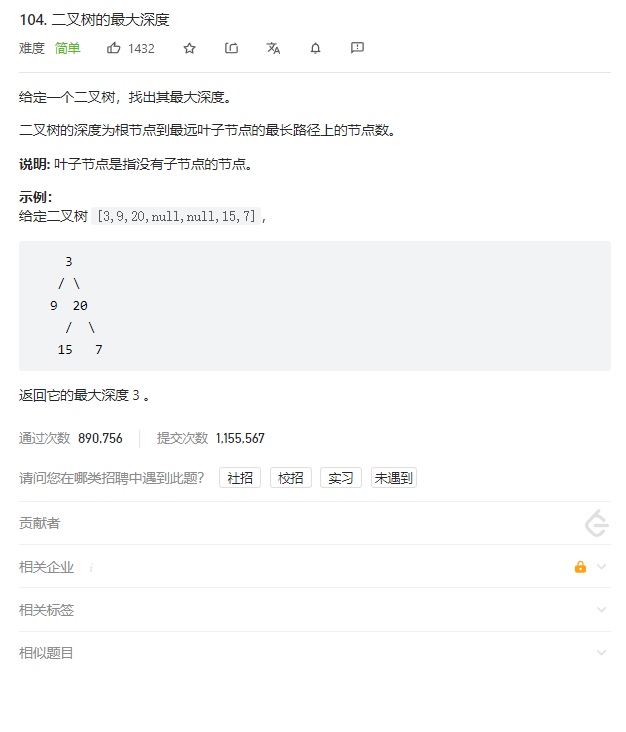 104. 二叉树的最大深度
难度 简单 1432
给定一个二叉树，找出其最大深度。
二叉树的深度为根节点到最远叶子节点的最长路径上的节点数。
说明: 叶子节点是指没有子节点的节点。
示例：
给定二叉树 [3,9,20,null,null,15,7]，
3
/ \
9 20
/ \
15 7
返回它的最大深度 3 。
通过次数 890,756 提交次数 1,155,567
请问您在哪类招聘中遇到此题？ 社招 校招 实习 未遇到
贡献者
相关企业 i
相关标签
相似题目